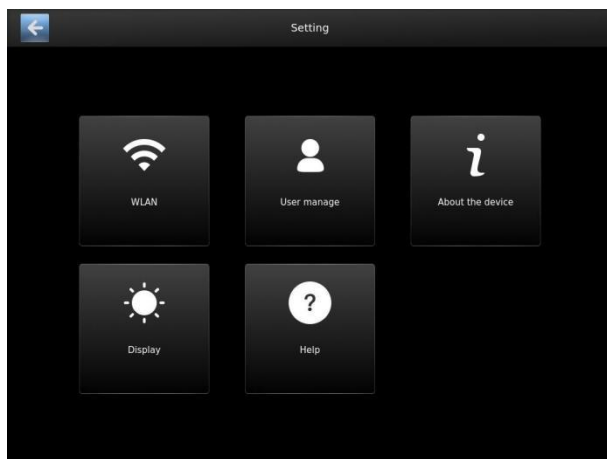 Setting
WLAN
User manage
About the device
Display
Help